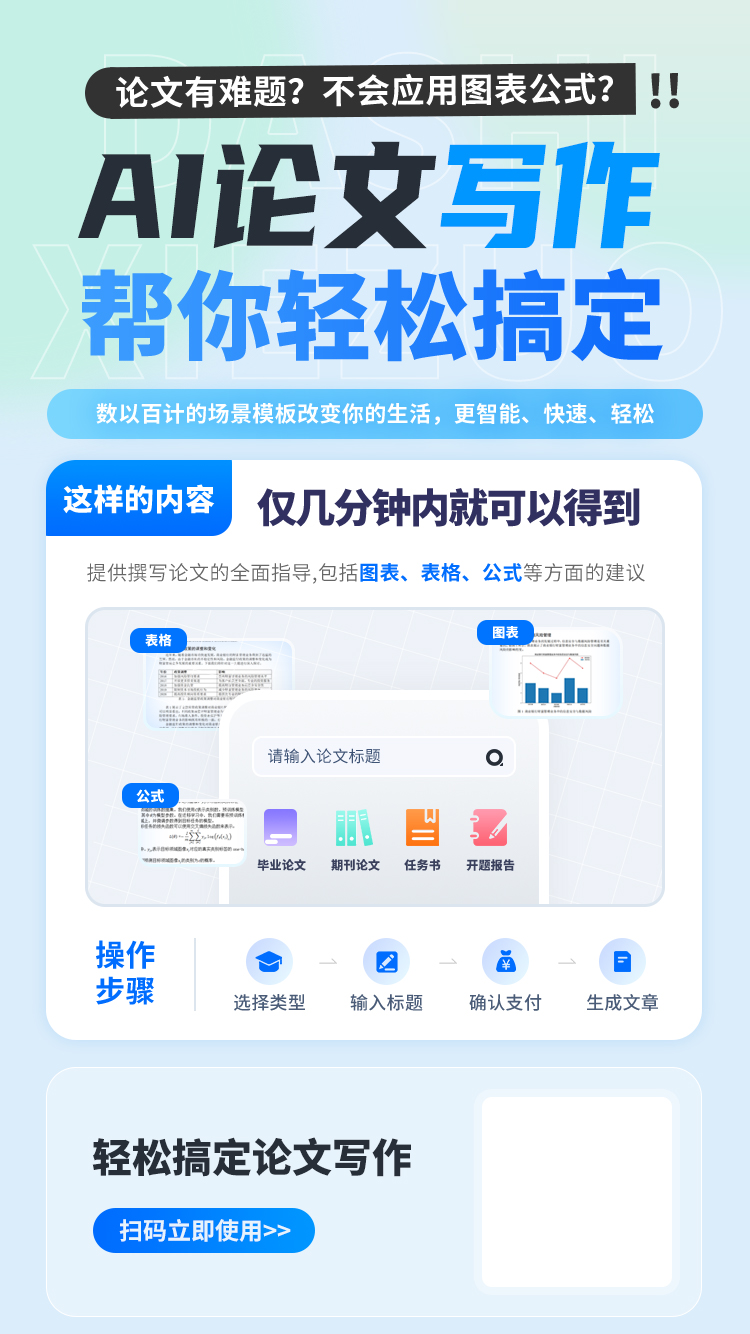 DASHI
XIEZUO
论文有难题？不会应用图表公式？!!
AI论文写作
帮你轻松搞定
数以百计的场景模板改变你的生活，更智能、快速、轻松
这样的内容
仅几分钟内就可以得到
提供撰写论文的全面指导,包括图表、表格、公式等方面的建议
表格
图表
公式
请输入论文标题
毕业论文 期刊论文 任务书 开题报告
操作
步骤
选择类型 输入标题 确认支付 生成文章
轻松搞定论文写作
扫码立即使用>>